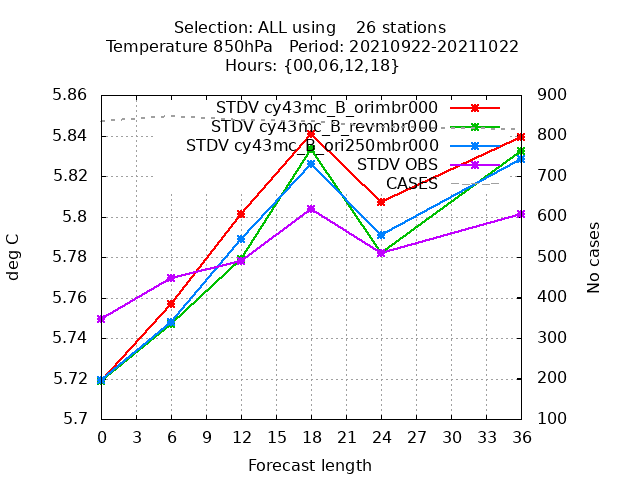 Selection: ALL using    26 stations
Temperature 850hPa   Period: 20210922-20211022
Hours: {00,06,12,18}
STDV cy43mc_B_orimbr000
STDV cy43mc_B_revmbr000
STDV cy43mc_B_ori250mbr000
STDV OBS
CASES
5.86
5.84
5.82
5.8
5.78
5.76
5.74
5.72
5.7
deg C
900
800
700
600
500
400
300
200
100
No cases
0 3 6 9 12 15 18 21 24 27 30 33 36
Forecast length